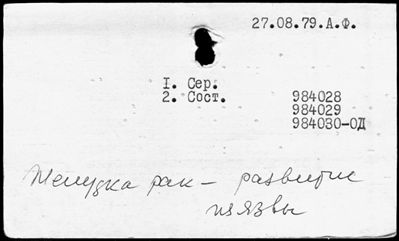 27.08.79.А.Ф.
I. Сер.
2. Сост.
984028
984029
984030-ОД
Желудка рак — развитие
из язвы